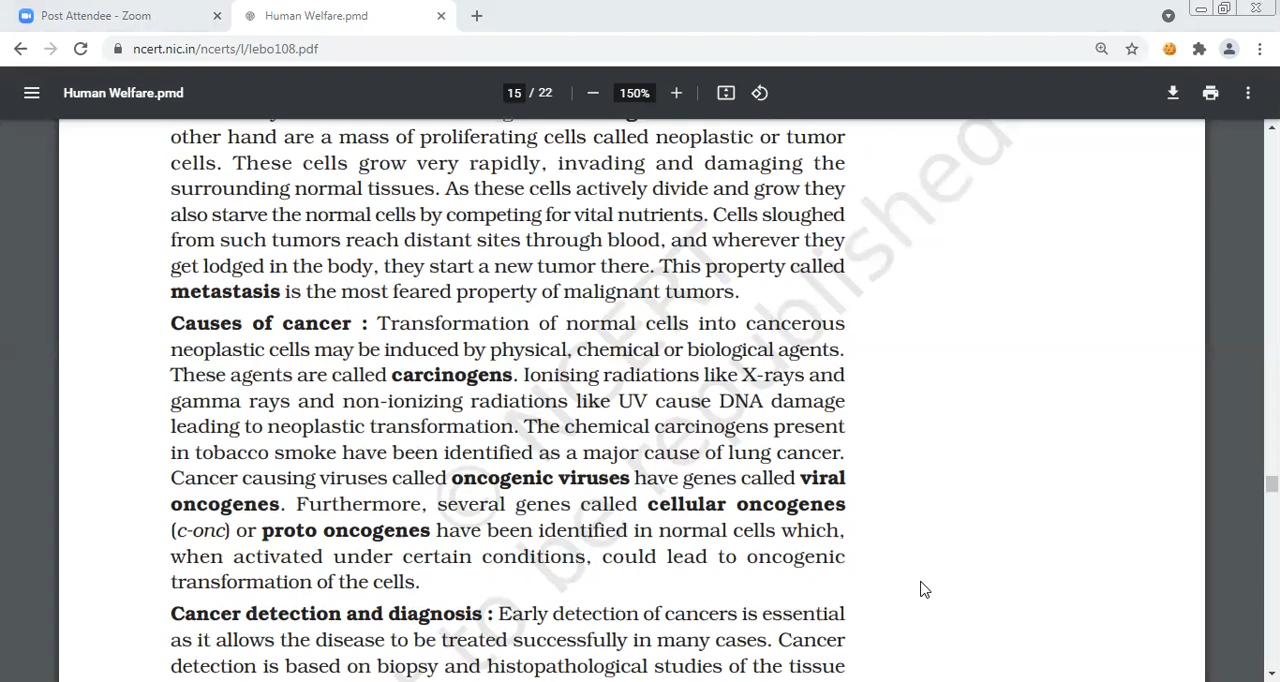 Post Attendee - Zoom
Human Welfare.pmd
ncert.nic.in/ncerts/l/lebo108.pdf
Human Welfare.pmd
15 / 22
150%
other hand are a mass of proliferating cells called neoplastic or tumor
cells. These cells grow very rapidly, invading and damaging the
surrounding normal tissues. As these cells actively divide and grow they
also starve the normal cells by competing for vital nutrients. Cells sloughed
from such tumors reach distant sites through blood, and wherever they
get lodged in the body, they start a new tumor there. This property called
metastasis is the most feared property of malignant tumors.
Causes of cancer : Transformation of normal cells into cancerous
neoplastic cells may be induced by physical, chemical or biological agents.
These agents are called carcinogens. Ionising radiations like X-rays and
gamma rays and non-ionizing radiations like UV cause DNA damage
leading to neoplastic transformation. The chemical carcinogens present
in tobacco smoke have been identified as a major cause of lung cancer.
Cancer causing viruses called oncogenic viruses have genes called viral
oncogenes. Furthermore, several genes called cellular oncogenes
(c-onc) or proto oncogenes have been identified in normal cells which,
when activated under certain conditions, could lead to oncogenic
transformation of the cells.
Cancer detection and diagnosis : Early detection of cancers is essential
as it allows the disease to be treated successfully in many cases. Cancer
detection is based on biopsy and histopathological studies of the tissue
© NCERT
to be republished